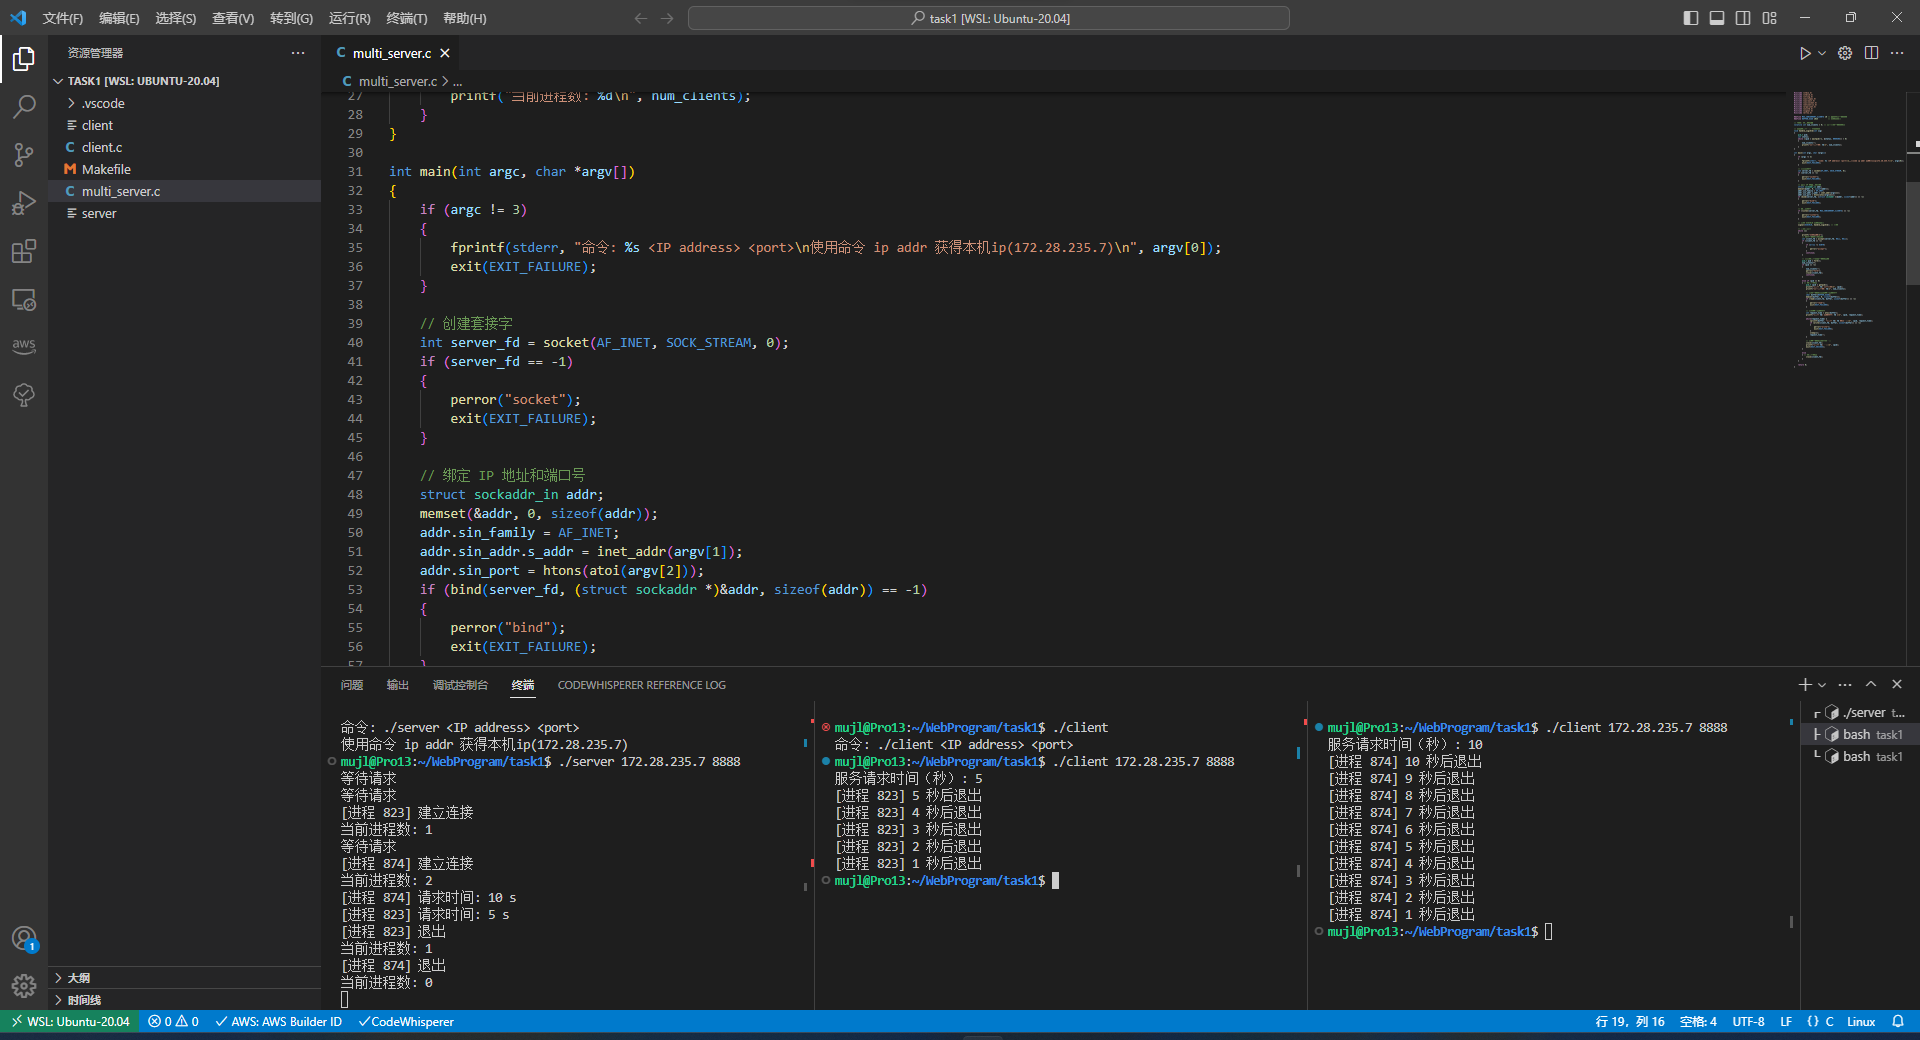 文件(F) 编辑(E) 选择(S) 查看(V) 转到(G) 运行(R) 终端(T) 帮助(H)
task1 [WSL: Ubuntu-20.04]
资源管理器
TASK1 [WSL: UBUNTU-20.04]
.vscode
client
C client.c
M Makefile
C multi_server.c
server
aws
1
大纲
时间线
C multi_server.c
C multi_server.c > ...
27 printf("当前进程数: %d\n", num_clients);
28 }
29 }
30
31 int main(int argc, char *argv[])
32 {
33 if (argc != 3)
34 {
35 fprintf(stderr, "命令: %s <IP address> <port>\n使用命令 ip addr 获得本机ip(172.28.235.7)\n", argv[0]);
36 exit(EXIT_FAILURE);
37 }
38
39 // 创建套接字
40 int server_fd = socket(AF_INET, SOCK_STREAM, 0);
41 if (server_fd == -1)
42 {
43 perror("socket");
44 exit(EXIT_FAILURE);
45 }
46
47 // 绑定 IP 地址和端口号
48 struct sockaddr_in addr;
49 memset(&addr, 0, sizeof(addr));
50 addr.sin_family = AF_INET;
51 addr.sin_addr.s_addr = inet_addr(argv[1]);
52 addr.sin_port = htons(atoi(argv[2]));
53 if (bind(server_fd, (struct sockaddr *)&addr, sizeof(addr)) == -1)
54 {
55 perror("bind");
56 exit(EXIT_FAILURE);
57 }
问题 输出 调试控制台 终端 CODEWHISPERER REFERENCE LOG
命令: ./server <IP address> <port>
使用命令 ip addr 获得本机ip(172.28.235.7)
mujl@Pro13:~/WebProgram/task1$ ./server 172.28.235.7 8888
等待请求
等待请求
[进程 823] 建立连接
当前进程数: 1
等待请求
[进程 874] 建立连接
当前进程数: 2
[进程 874] 请求时间: 10 s
[进程 823] 请求时间: 5 s
[进程 823] 退出
当前进程数: 1
[进程 874] 退出
当前进程数: 0
mujl@Pro13:~/WebProgram/task1$ ./client
命令: ./client <IP address> <port>
mujl@Pro13:~/WebProgram/task1$ ./client 172.28.235.7 8888
服务请求时间（秒）: 5
[进程 823] 5 秒后退出
[进程 823] 4 秒后退出
[进程 823] 3 秒后退出
[进程 823] 2 秒后退出
[进程 823] 1 秒后退出
mujl@Pro13:~/WebProgram/task1$
mujl@Pro13:~/WebProgram/task1$ ./client 172.28.235.7 8888
服务请求时间（秒）: 10
[进程 874] 10 秒后退出
[进程 874] 9 秒后退出
[进程 874] 8 秒后退出
[进程 874] 7 秒后退出
[进程 874] 6 秒后退出
[进程 874] 5 秒后退出
[进程 874] 4 秒后退出
[进程 874] 3 秒后退出
[进程 874] 2 秒后退出
[进程 874] 1 秒后退出
mujl@Pro13:~/WebProgram/task1$
./server t...
bash task1
bash task1
WSL: Ubuntu-20.04 0 0 AWS: AWS Builder ID CodeWhisperer
行 19，列 16 空格: 4 UTF-8 LF {} C Linux